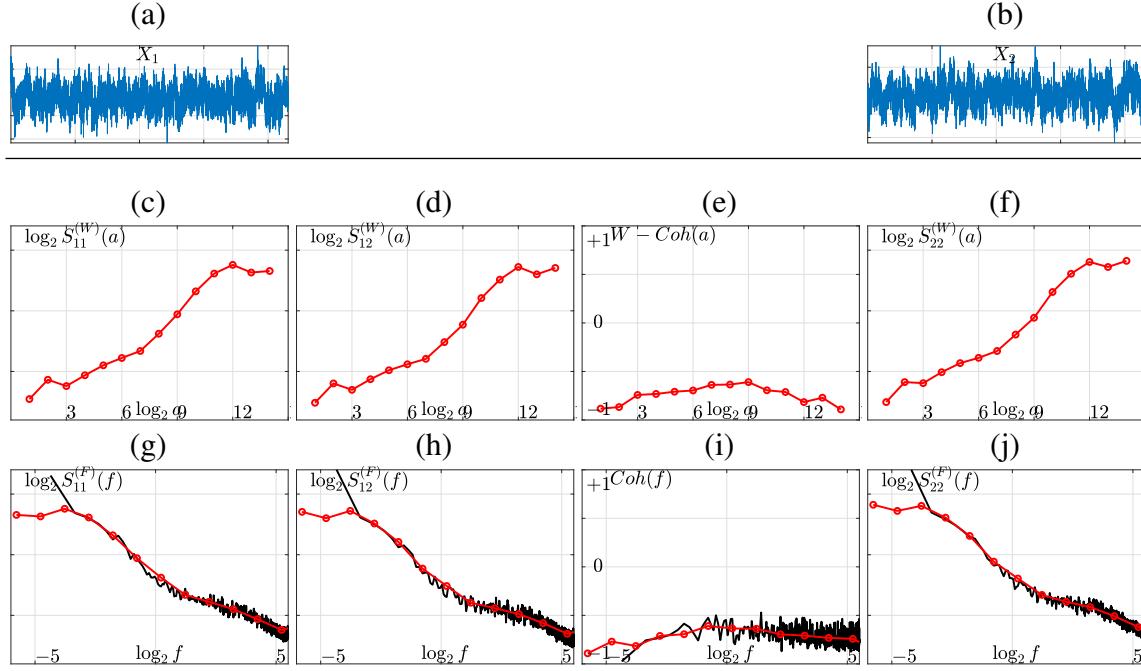 (a)
(b)
X₁
X₂
(c)
(d)
(e)
(f)
log₂ S₁₁^(W)(a)
log₂ S₁₂^(W)(a)
+1 W − Coh(a)
log₂ S₂₂^(W)(a)
0
−1
3 6 log₂ a 9 12
3 6 log₂ a 9 12
3 6 log₂ a 9 12
3 6 log₂ a 9 12
(g)
(h)
(i)
(j)
log₂ S₁₁^(F)(f)
log₂ S₁₂^(F)(f)
+1 Coh(f)
log₂ S₂₂^(F)(f)
0
−1
−5 log₂ f 5
−5 log₂ f 5
−5 log₂ f 5
−5 log₂ f 5